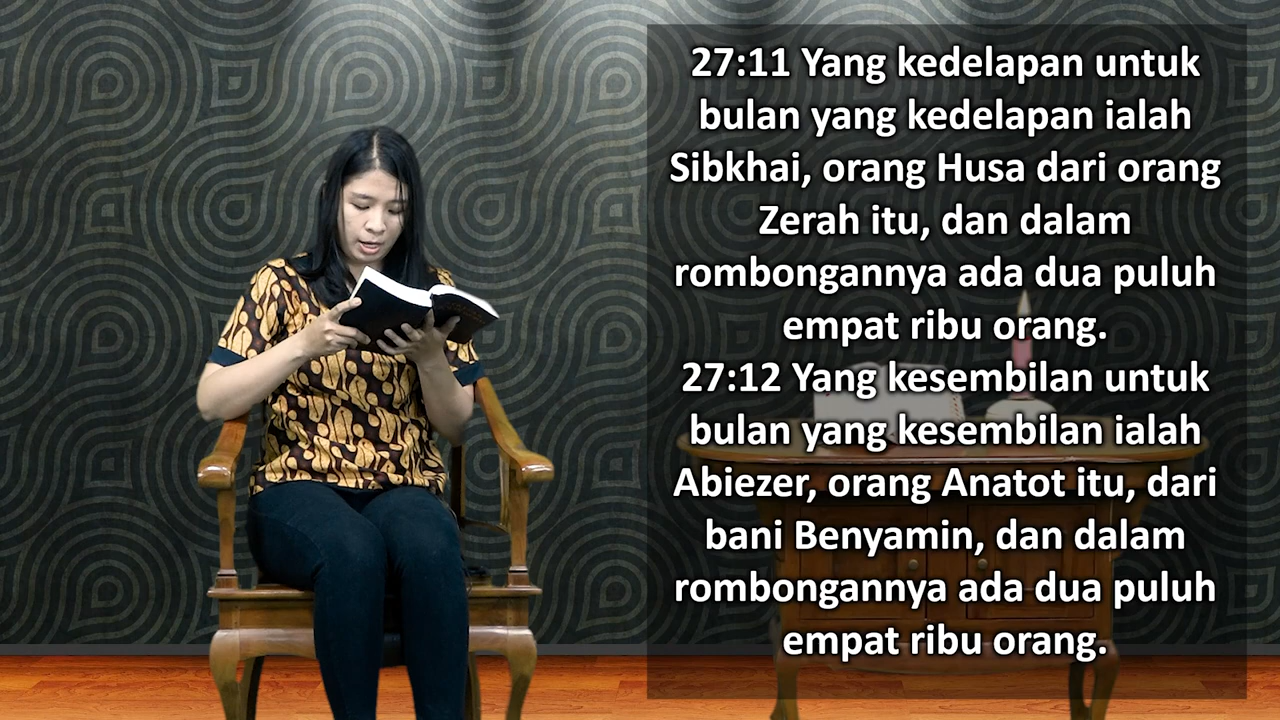 27:11 Yang kedelapan untuk
bulan yang kedelapan ialah
Sibkhai, orang Husa dari orang
Zerah itu, dan dalam
rombongannya ada dua puluh
empat ribu orang.
27:12 Yang kesembilan untuk
bulan yang kesembilan ialah
Abiezer, orang Anatot itu, dari
bani Benyamin, dan dalam
rombongannya ada dua puluh
empat ribu orang.